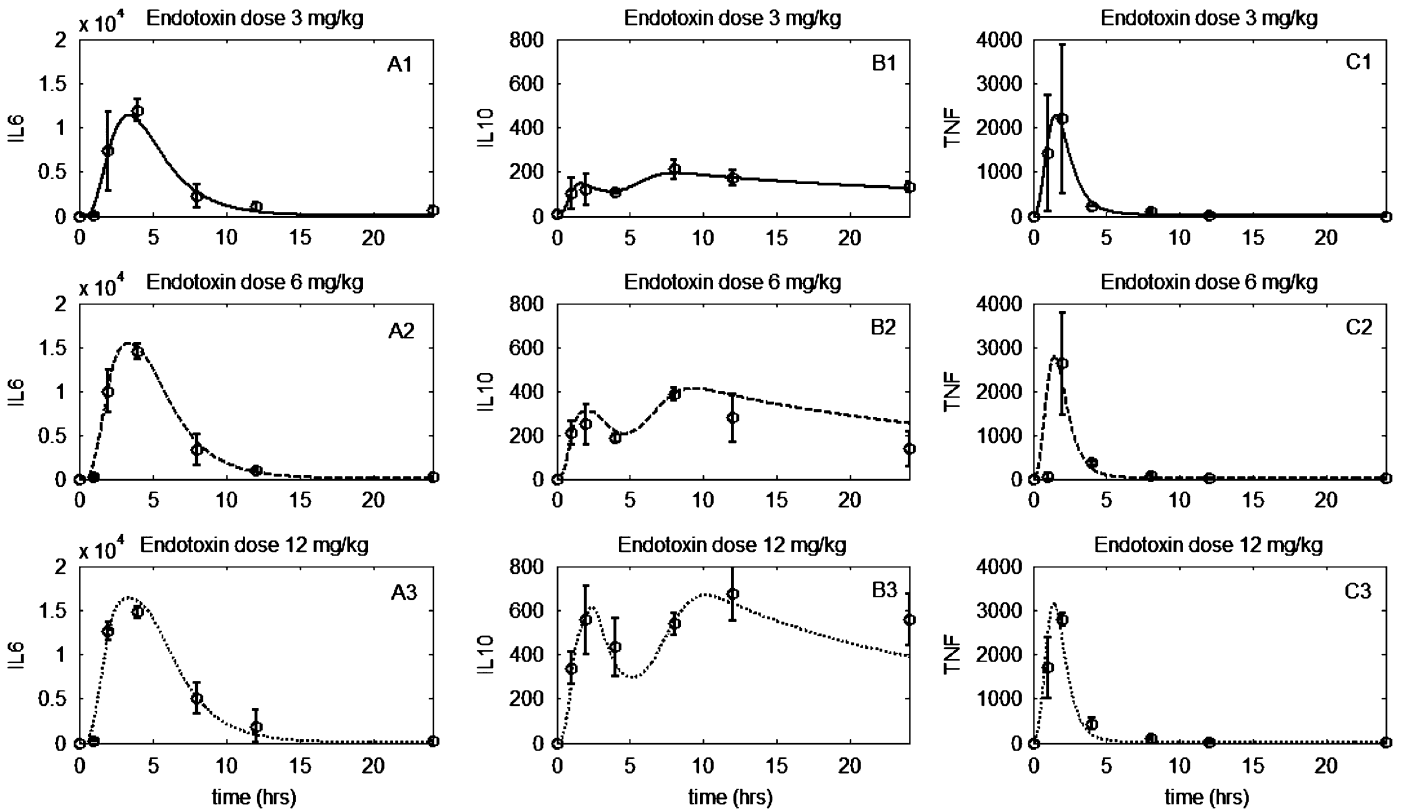 Endotoxin dose 3 mg/kg
x 10^4
2
1.5
1
0.5
0
IL6
A1
0 5 10 15 20
Endotoxin dose 3 mg/kg
800
600
400
200
0
IL10
B1
0 5 10 15 20
Endotoxin dose 3 mg/kg
4000
3000
2000
1000
0
TNF
C1
0 5 10 15 20
Endotoxin dose 6 mg/kg
x 10^4
2
1.5
1
0.5
0
IL6
A2
0 5 10 15 20
Endotoxin dose 6 mg/kg
800
600
400
200
0
IL10
B2
0 5 10 15 20
Endotoxin dose 6 mg/kg
4000
3000
2000
1000
0
TNF
C2
0 5 10 15 20
Endotoxin dose 12 mg/kg
x 10^4
2
1.5
1
0.5
0
IL6
A3
0 5 10 15 20
time (hrs)
Endotoxin dose 12 mg/kg
800
600
400
200
0
IL10
B3
0 5 10 15 20
time (hrs)
Endotoxin dose 12 mg/kg
4000
3000
2000
1000
0
TNF
C3
0 5 10 15 20
time (hrs)